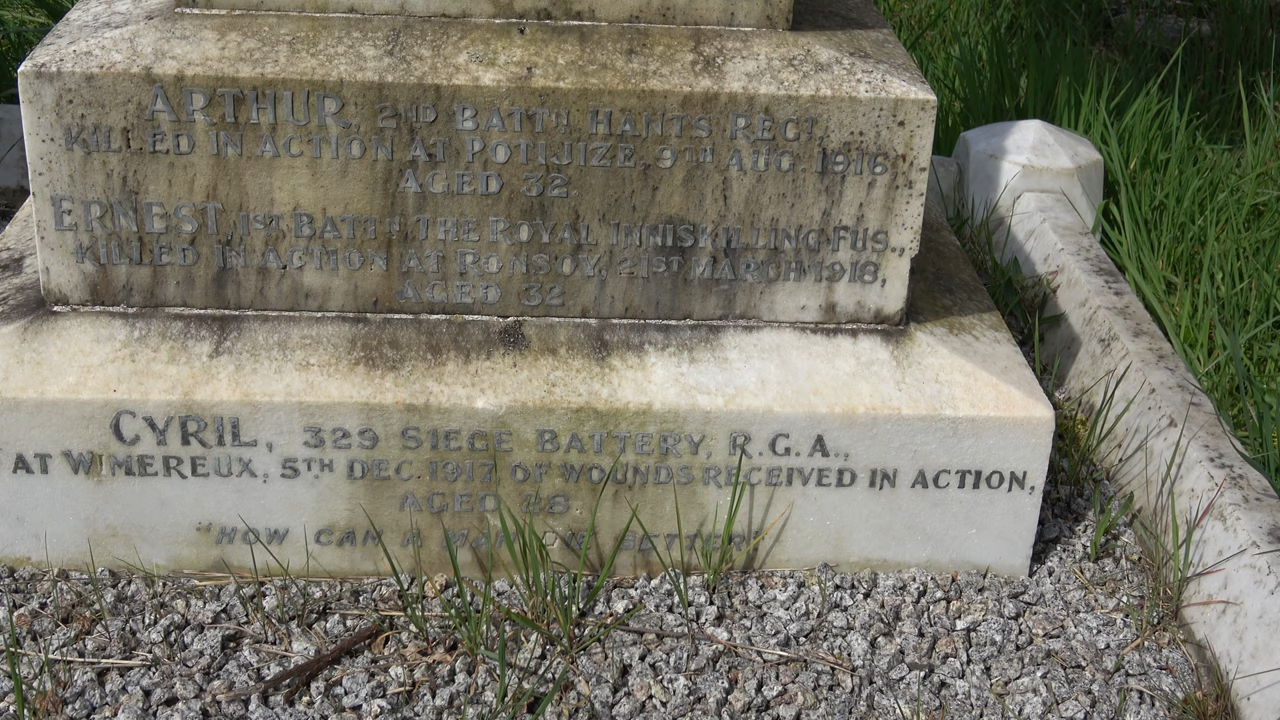 ARTHUR, 2ND BATTN HANTS REGT,
KILLED IN ACTION AT POTIJIZE, 9TH AUG. 1916
AGED 32
ERNEST, 1ST BATTN THE ROYAL INNISKILLING FUS.,
KILLED IN ACTION AT RONSOY, 21ST MARCH 1918,
AGED 32
CYRIL, 329 SIEGE BATTERY, R.G.A.,
AT WIMEREUX, 5TH DEC. 1917, OF WOUNDS RECEIVED IN ACTION,
AGED
"HOW CAN A MAN DIE BETTER"